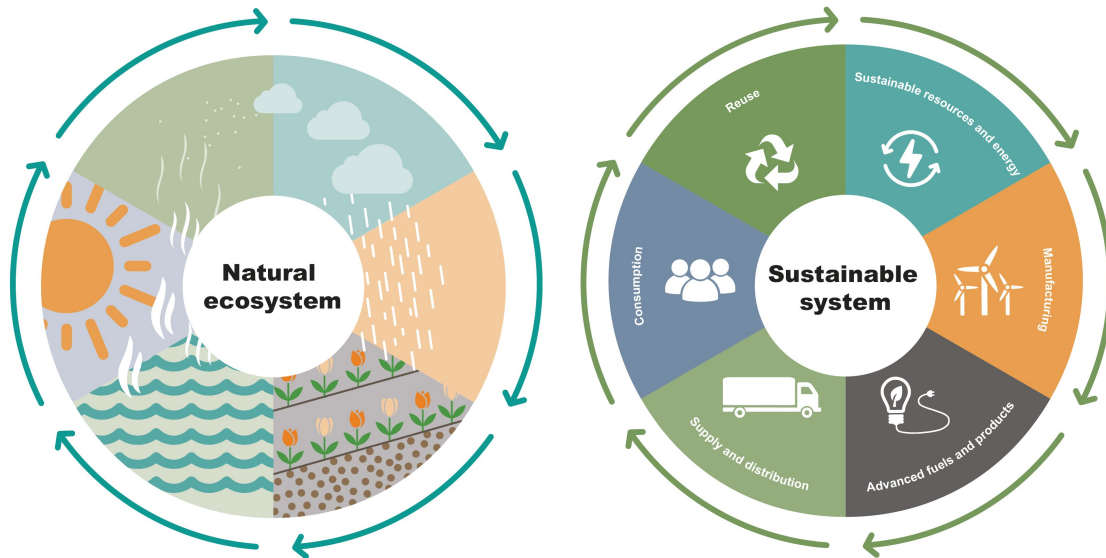 Natural
ecosystem
Reuse
Sustainable resources and energy
Consumption
Sustainable
system
Manufacturing
Supply and distribution
Advanced fuels and products